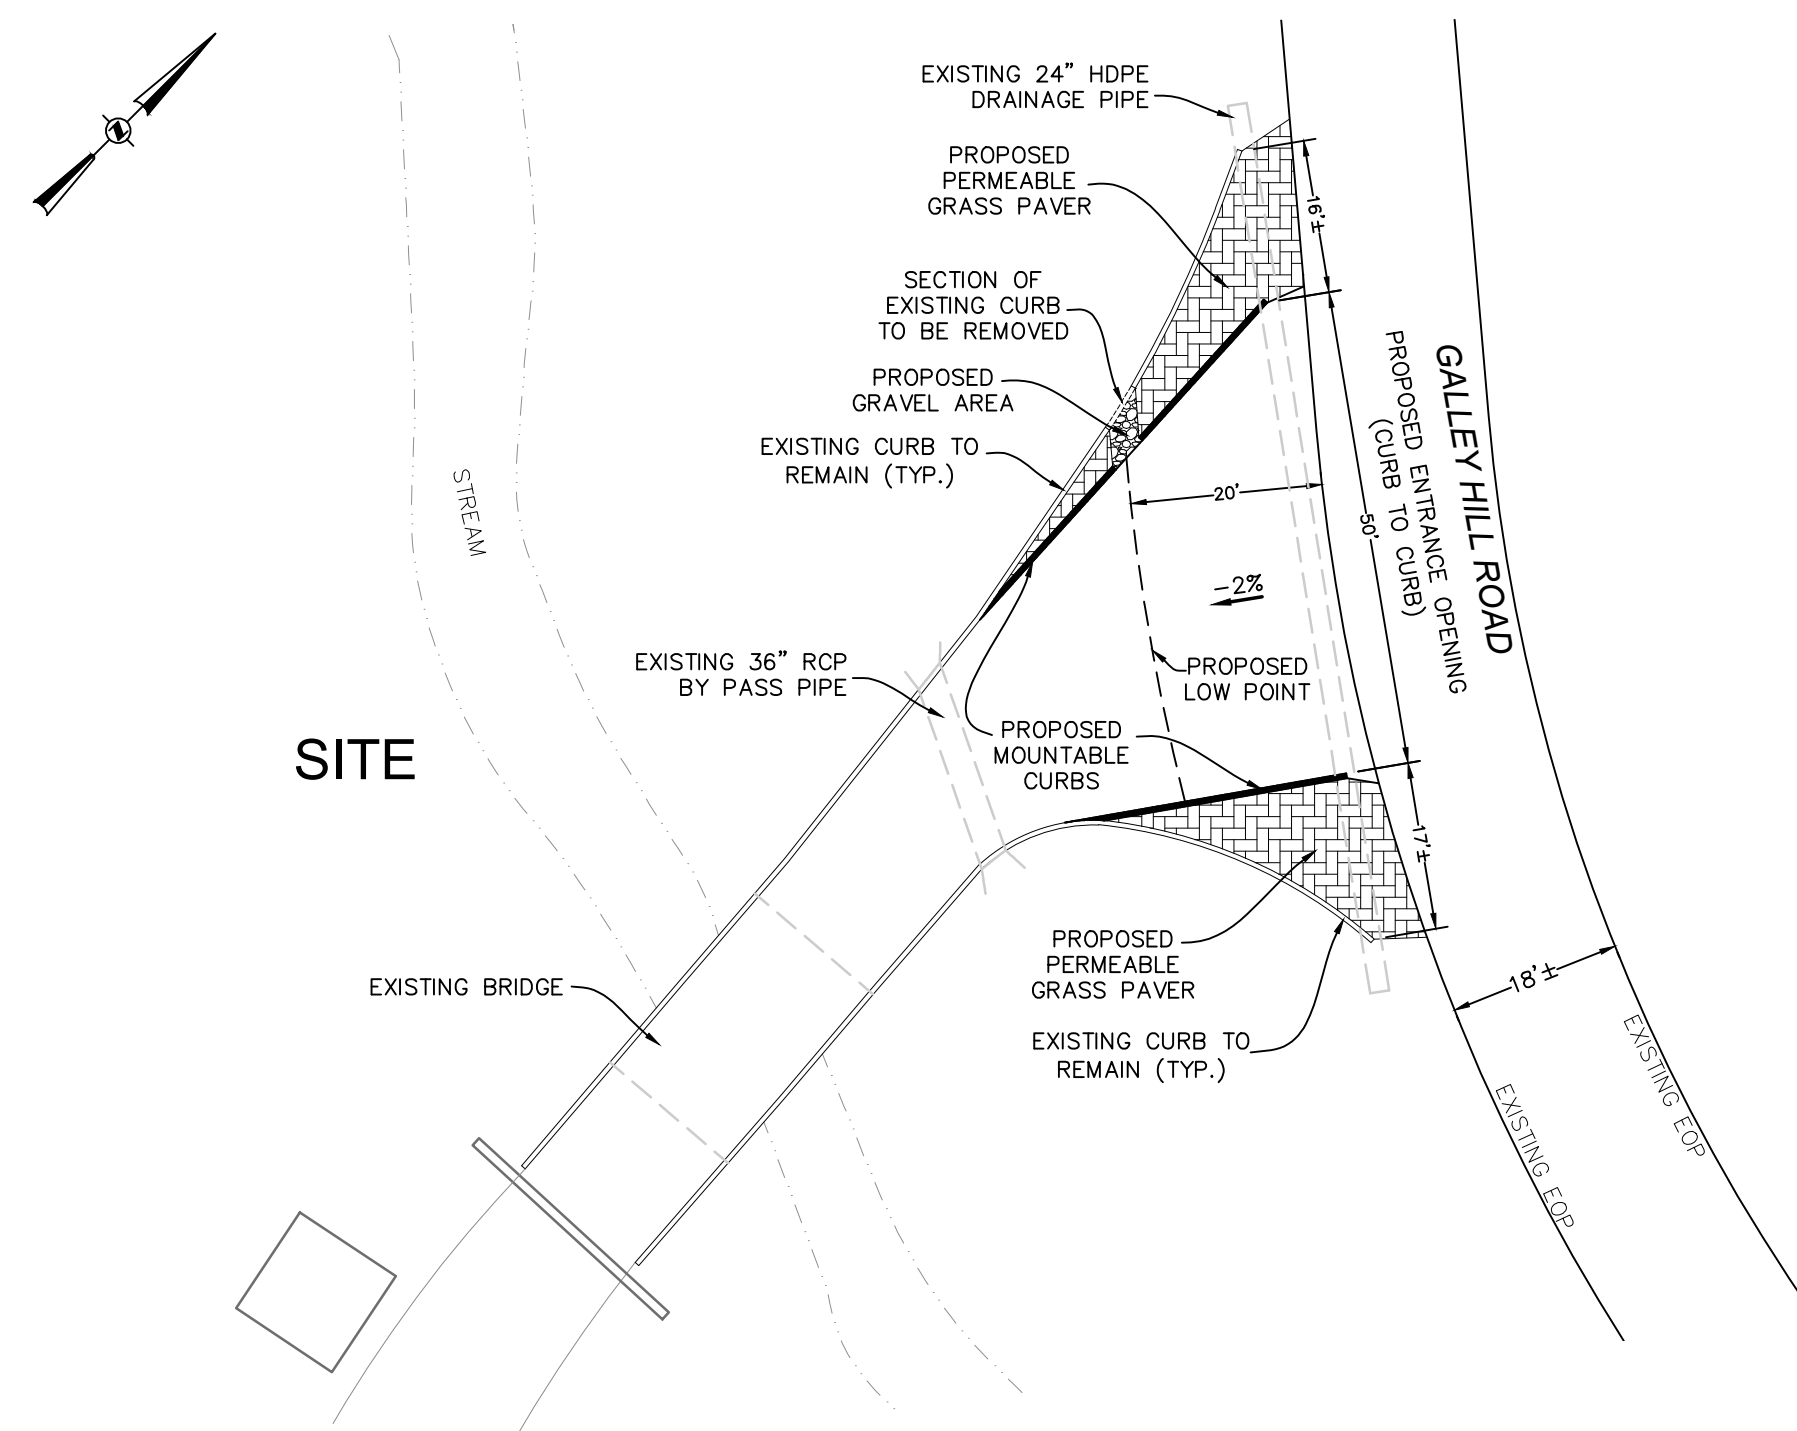 EXISTING 24” HDPE
DRAINAGE PIPE
PROPOSED
PERMEABLE
GRASS PAVER
16'±
SECTION OF
EXISTING CURB
TO BE REMOVED
PROPOSED
GRAVEL AREA
EXISTING CURB TO
REMAIN (TYP.)
GALLEY HILL ROAD
PROPOSED ENTRANCE OPENING
(CURB TO CURB)
50'
20'
STREAM
-2%
EXISTING 36” RCP
BY PASS PIPE
PROPOSED
LOW POINT
PROPOSED
MOUNTABLE
CURBS
SITE
17'±
PROPOSED
PERMEABLE
GRASS PAVER
EXISTING BRIDGE
18'±
EXISTING CURB TO
REMAIN (TYP.)
EXISTING EOP
EXISTING EOP
N